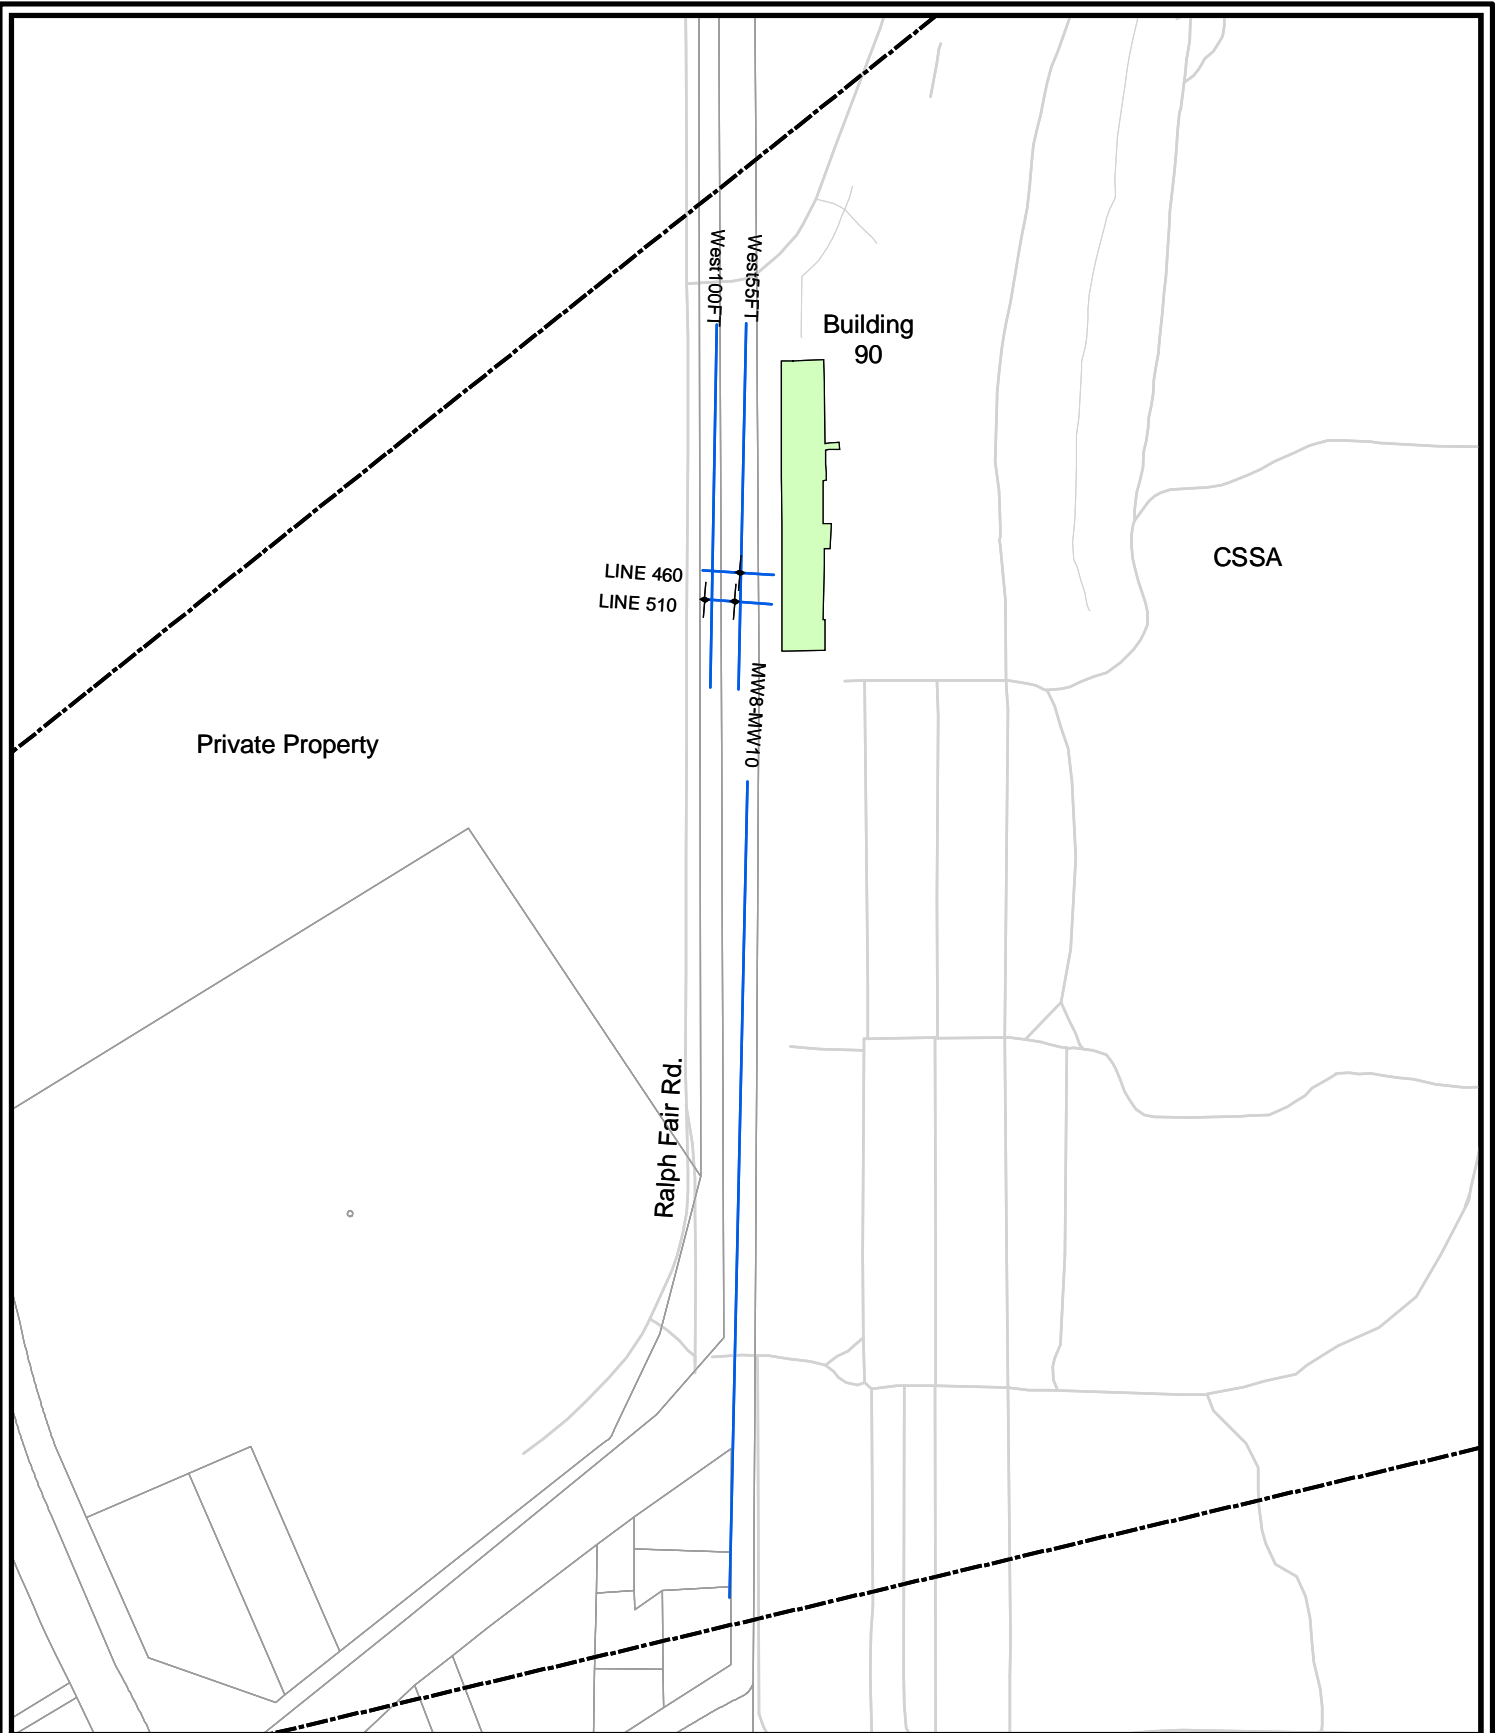 West100FT
West55FT
Building
90
LINE 460
LINE 510
CSSA
MW8-MW10
Private Property
Ralph Fair Rd.